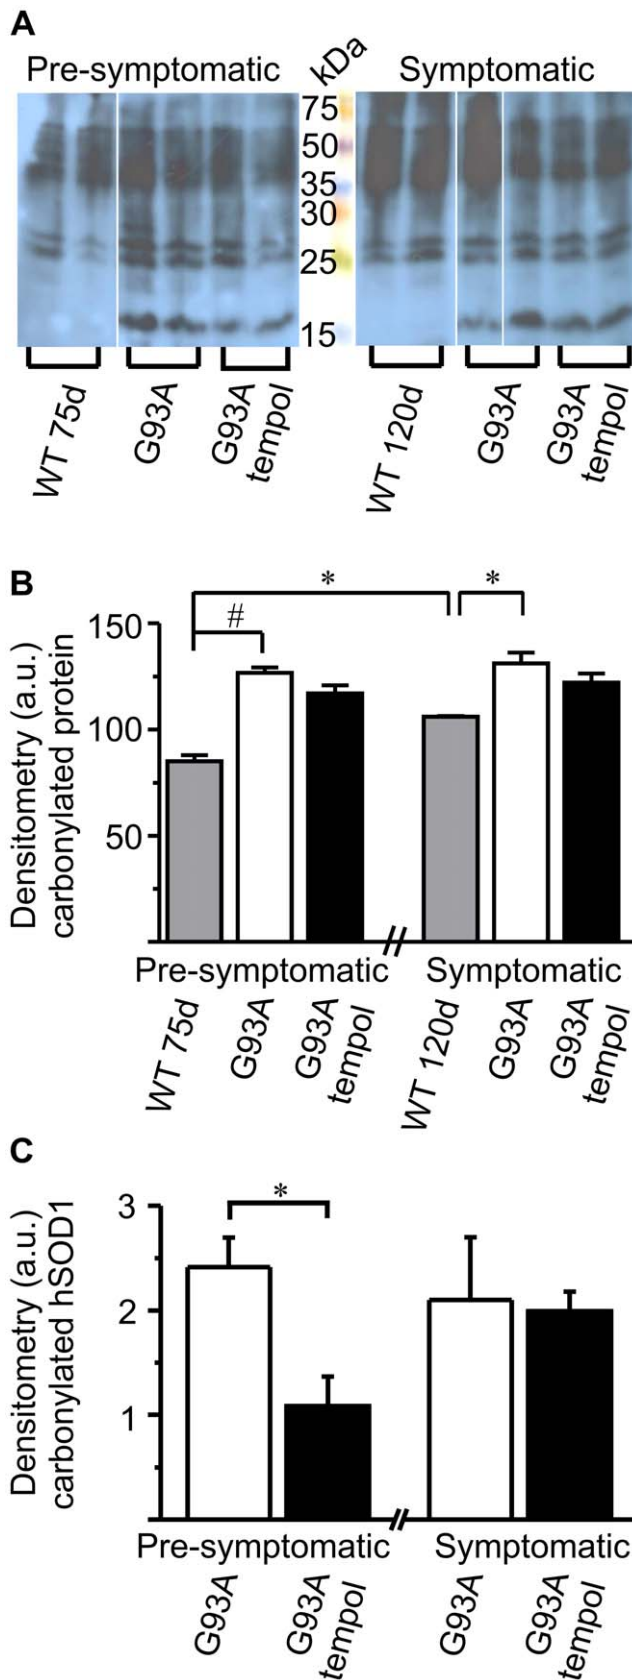 A
Pre-symptomatic
kDa
Symptomatic
75
50
35
30
25
15
WT 75d
G93A
G93A
tempol
WT 120d
G93A
G93A
tempol
B
Densitometry (a.u.)
carbonylated protein
150
100
50
*
#
*
Pre-symptomatic
Symptomatic
WT 75d
G93A
G93A
tempol
WT 120d
G93A
G93A
tempol
C
Densitometry (a.u.)
carbonylated hSOD1
3
2
1
*
Pre-symptomatic
Symptomatic
G93A
G93A
tempol
G93A
G93A
tempol